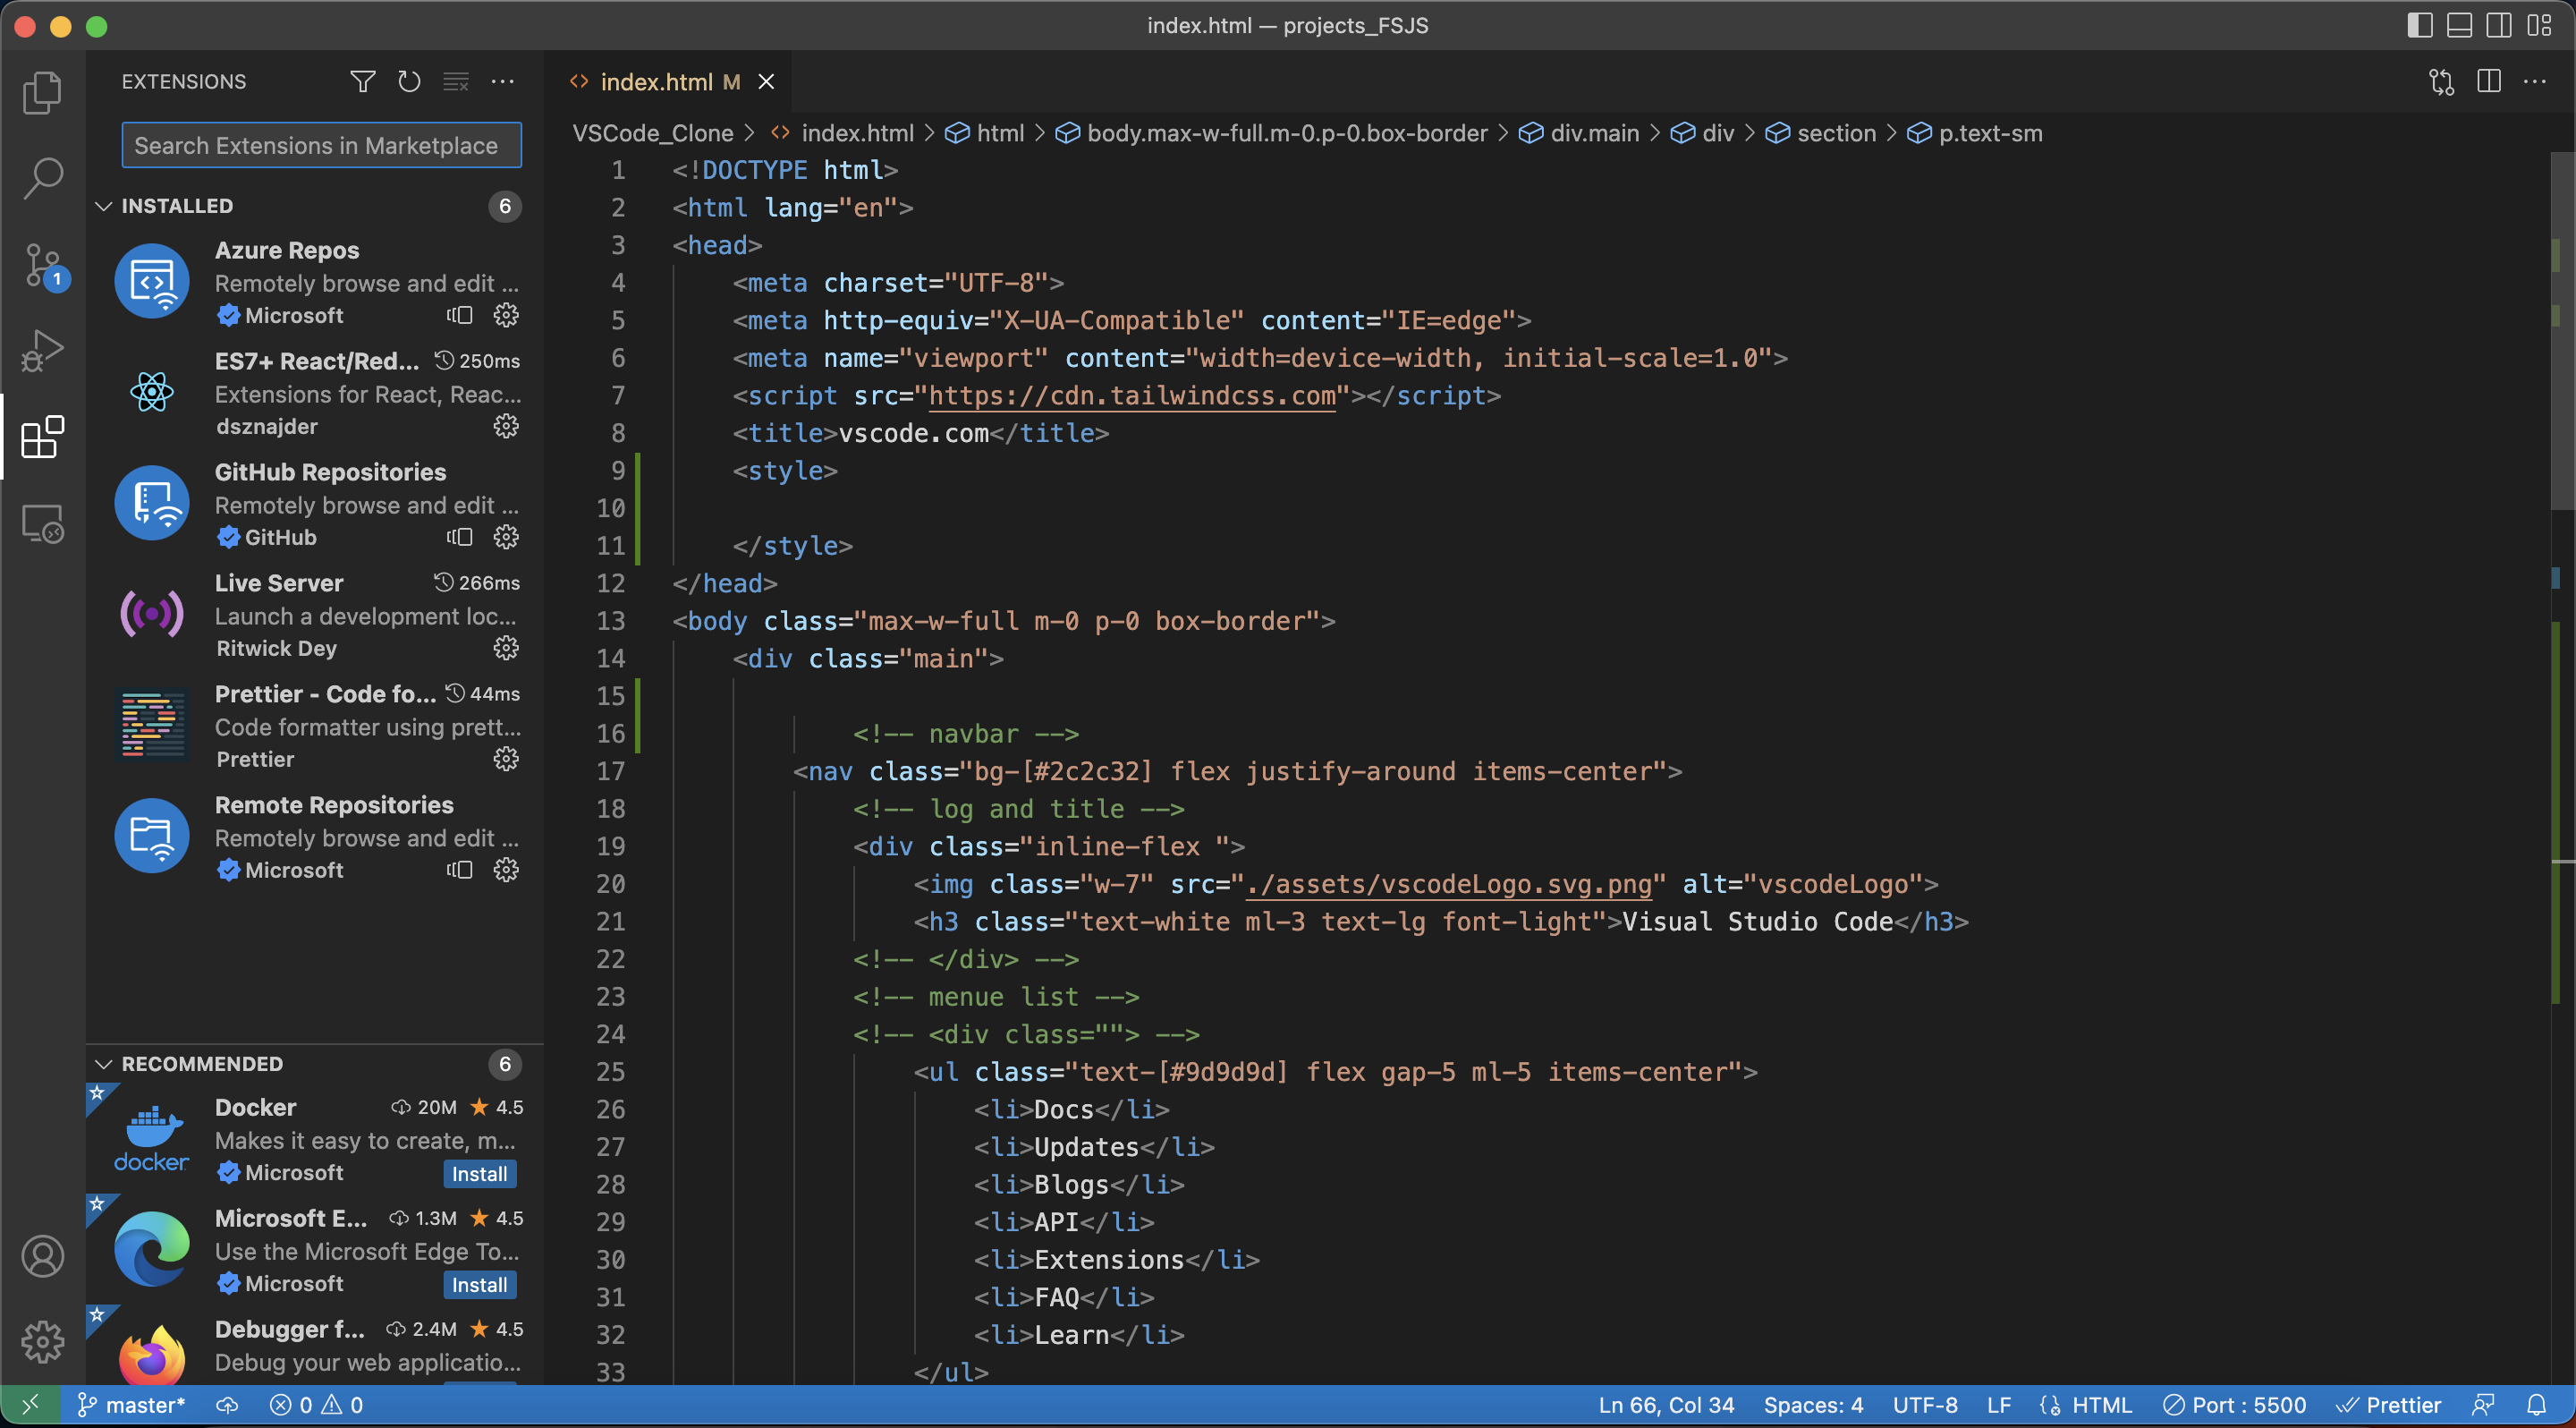 index.html — projects_FSJS
EXTENSIONS
Search Extensions in Marketplace
INSTALLED 6
Azure Repos
Remotely browse and edit ...
Microsoft
ES7+ React/Red... 250ms
Extensions for React, Reac...
dsznajder
GitHub Repositories
Remotely browse and edit ...
GitHub
Live Server 266ms
Launch a development loc...
Ritwick Dey
Prettier - Code fo... 44ms
Code formatter using prett...
Prettier
Remote Repositories
Remotely browse and edit ...
Microsoft
RECOMMENDED 6
Docker 20M 4.5
Makes it easy to create, m...
docker
Microsoft Install
Microsoft E... 1.3M 4.5
Use the Microsoft Edge To...
Microsoft Install
Debugger f... 2.4M 4.5
Debug your web applicatio...
1
index.html M
VSCode_Clone > index.html > html > body.max-w-full.m-0.p-0.box-border > div.main > div > section > p.text-sm
1 <!DOCTYPE html>
2 <html lang="en">
3 <head>
4 <meta charset="UTF-8">
5 <meta http-equiv="X-UA-Compatible" content="IE=edge">
6 <meta name="viewport" content="width=device-width, initial-scale=1.0">
7 <script src="https://cdn.tailwindcss.com"></script>
8 <title>vscode.com</title>
9 <style>
10
11 </style>
12 </head>
13 <body class="max-w-full m-0 p-0 box-border">
14 <div class="main">
15
16 <!-- navbar -->
17 <nav class="bg-[#2c2c32] flex justify-around items-center">
18 <!-- log and title -->
19 <div class="inline-flex ">
20 <img class="w-7" src="./assets/vscodeLogo.svg.png" alt="vscodeLogo">
21 <h3 class="text-white ml-3 text-lg font-light">Visual Studio Code</h3>
22 <!-- </div> -->
23 <!-- menue list -->
24 <!-- <div class=""> -->
25 <ul class="text-[#9d9d9d] flex gap-5 ml-5 items-center">
26 <li>Docs</li>
27 <li>Updates</li>
28 <li>Blogs</li>
29 <li>API</li>
30 <li>Extensions</li>
31 <li>FAQ</li>
32 <li>Learn</li>
33 </ul>
master* 0 0 Ln 66, Col 34 Spaces: 4 UTF-8 LF HTML Port : 5500 Prettier